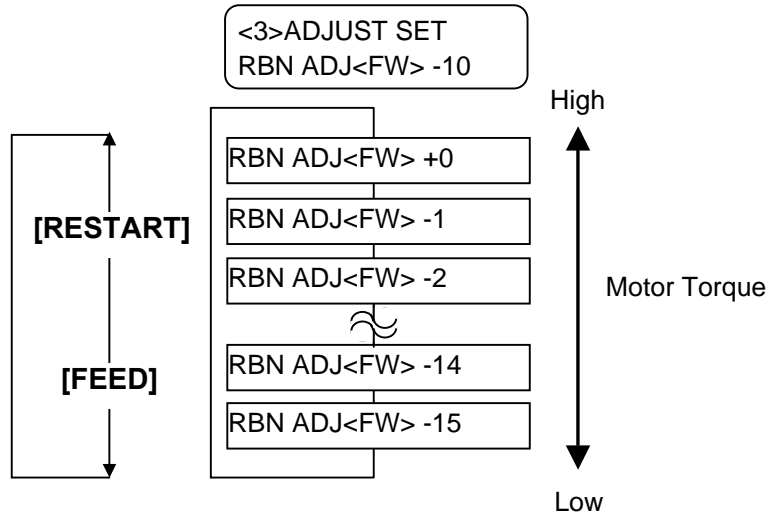 <3>ADJUST SET
RBN ADJ<FW> -10
High
RBN ADJ<FW> +0
[RESTART]
RBN ADJ<FW> -1
RBN ADJ<FW> -2
Motor Torque
[FEED]
RBN ADJ<FW> -14
RBN ADJ<FW> -15
Low